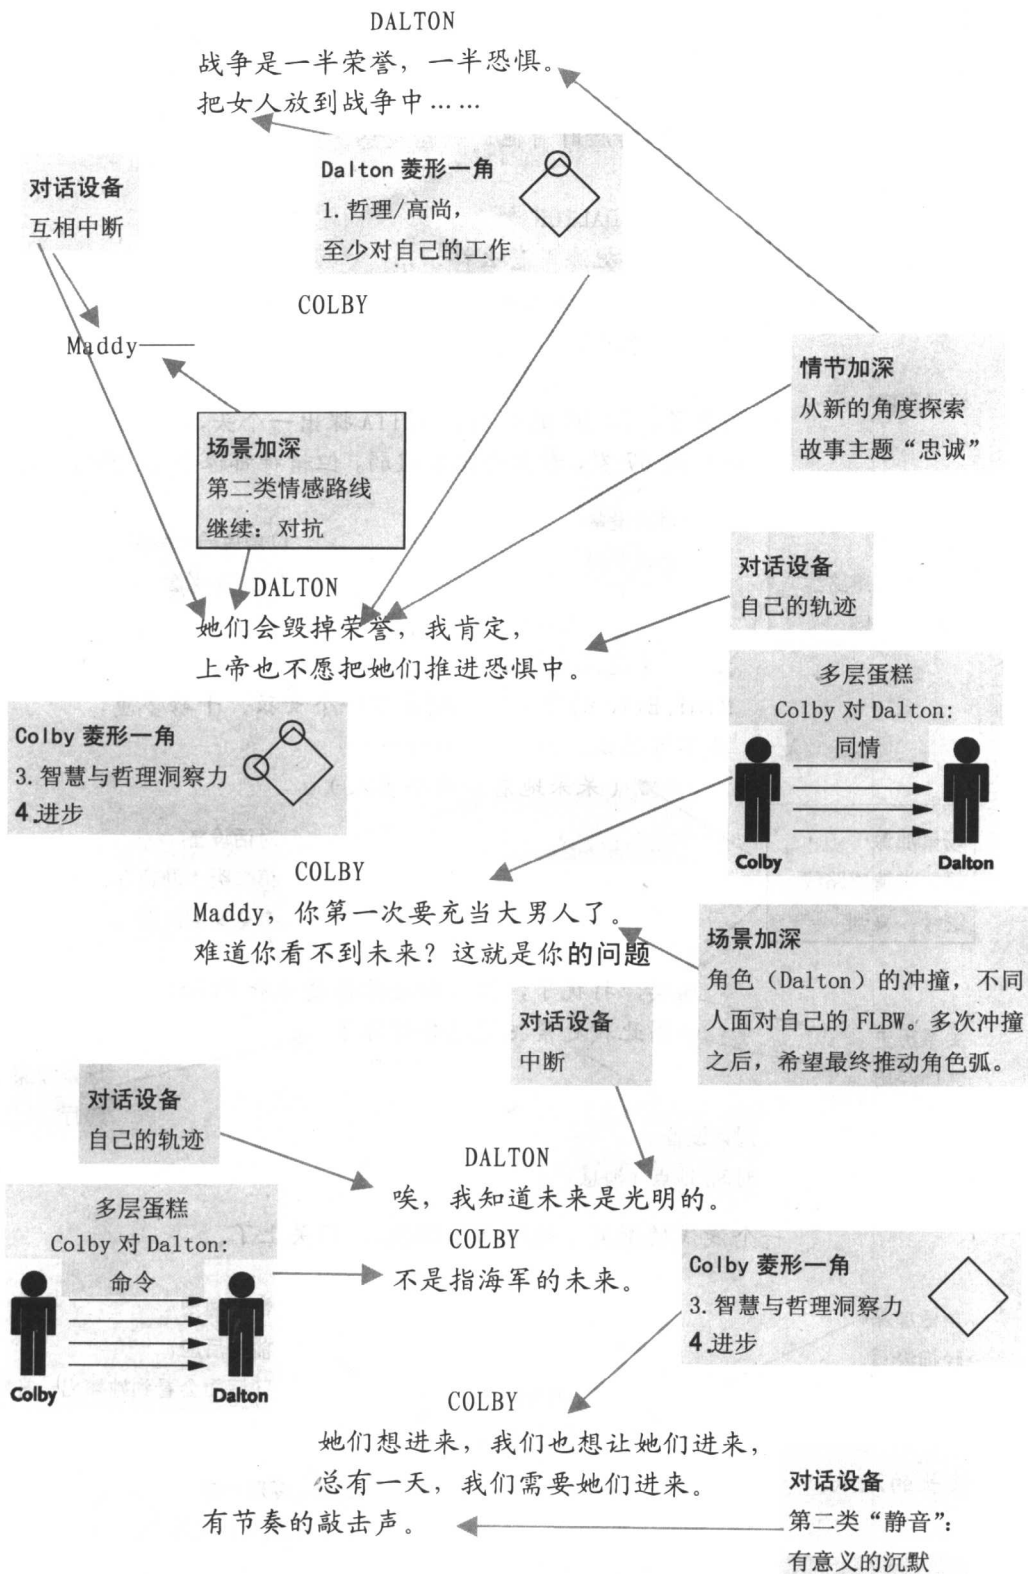 DALTON
战争是一半荣誉，一半恐惧。
把女人放到战争中……
Dalton 菱形一角
1. 哲理/高尚，
至少对自己的工作
对话设备
互相中断
COLBY
Maddy——
情节加深
从新的角度探索
故事主题“忠诚”
场景加深
第二类情感路线
继续：对抗
对话设备
自己的轨迹
DALTON
她们会毁掉荣誉，我肯定，
上帝也不愿把她们推进恐惧中。
多层蛋糕
Colby 对 Dalton:
同情
Colby
Dalton
Colby 菱形一角
3. 智慧与哲理洞察力
4.进步
COLBY
Maddy，你第一次要充当大男人了。
难道你看不到未来？这就是你的问题
场景加深
角色（Dalton）的冲撞，不同
人面对自己的 FLBW。多次冲撞
之后，希望最终推动角色弧。
对话设备
中断
对话设备
自己的轨迹
DALTON
唉，我知道未来是光明的。
多层蛋糕
Colby 对 Dalton:
命令
Colby
Dalton
COLBY
不是指海军的未来。
Colby 菱形一角
3. 智慧与哲理洞察力
4.进步
COLBY
她们想进来，我们也想让她们进来，
总有一天，我们需要她们进来。
有节奏的敲击声。
对话设备
第二类“静音”：
有意义的沉默